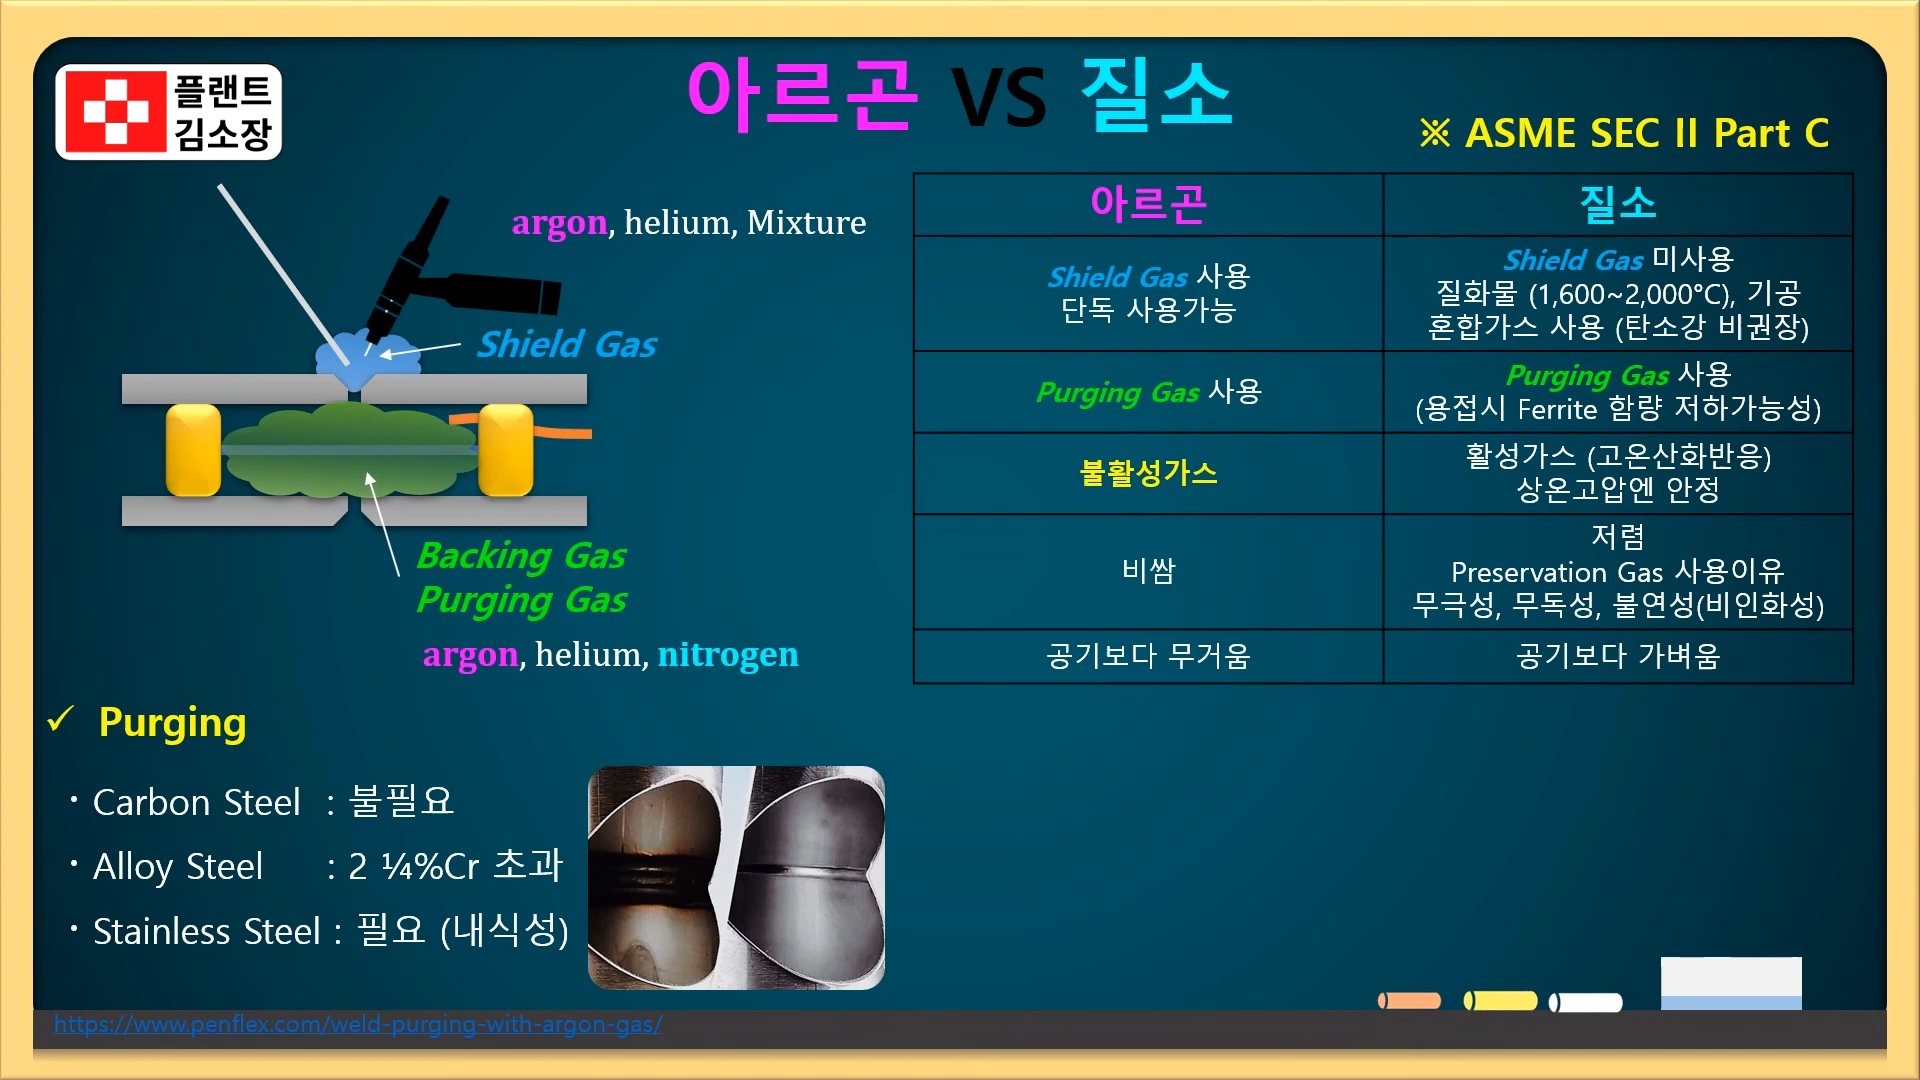 플랜트
김소장
아르곤 VS 질소
※ ASME SEC II Part C
argon, helium, Mixture
Shield Gas
Backing Gas
Purging Gas
argon, helium, nitrogen
아르곤
질소
Shield Gas 사용
단독 사용가능
Shield Gas 미사용
질화물 (1,600~2,000°C), 기공
혼합가스 사용 (탄소강 비권장)
Purging Gas 사용
Purging Gas 사용
(용접시 Ferrite 함량 저하가능성)
불활성가스
활성가스 (고온산화반응)
상온고압엔 안정
비쌈
저렴
Preservation Gas 사용이유
무극성, 무독성, 불연성(비인화성)
공기보다 무거움
공기보다 가벼움
✓ Purging
· Carbon Steel : 불필요
· Alloy Steel : 2 ¼%Cr 초과
· Stainless Steel : 필요 (내식성)
https://www.penflex.com/weld-purging-with-argon-gas/